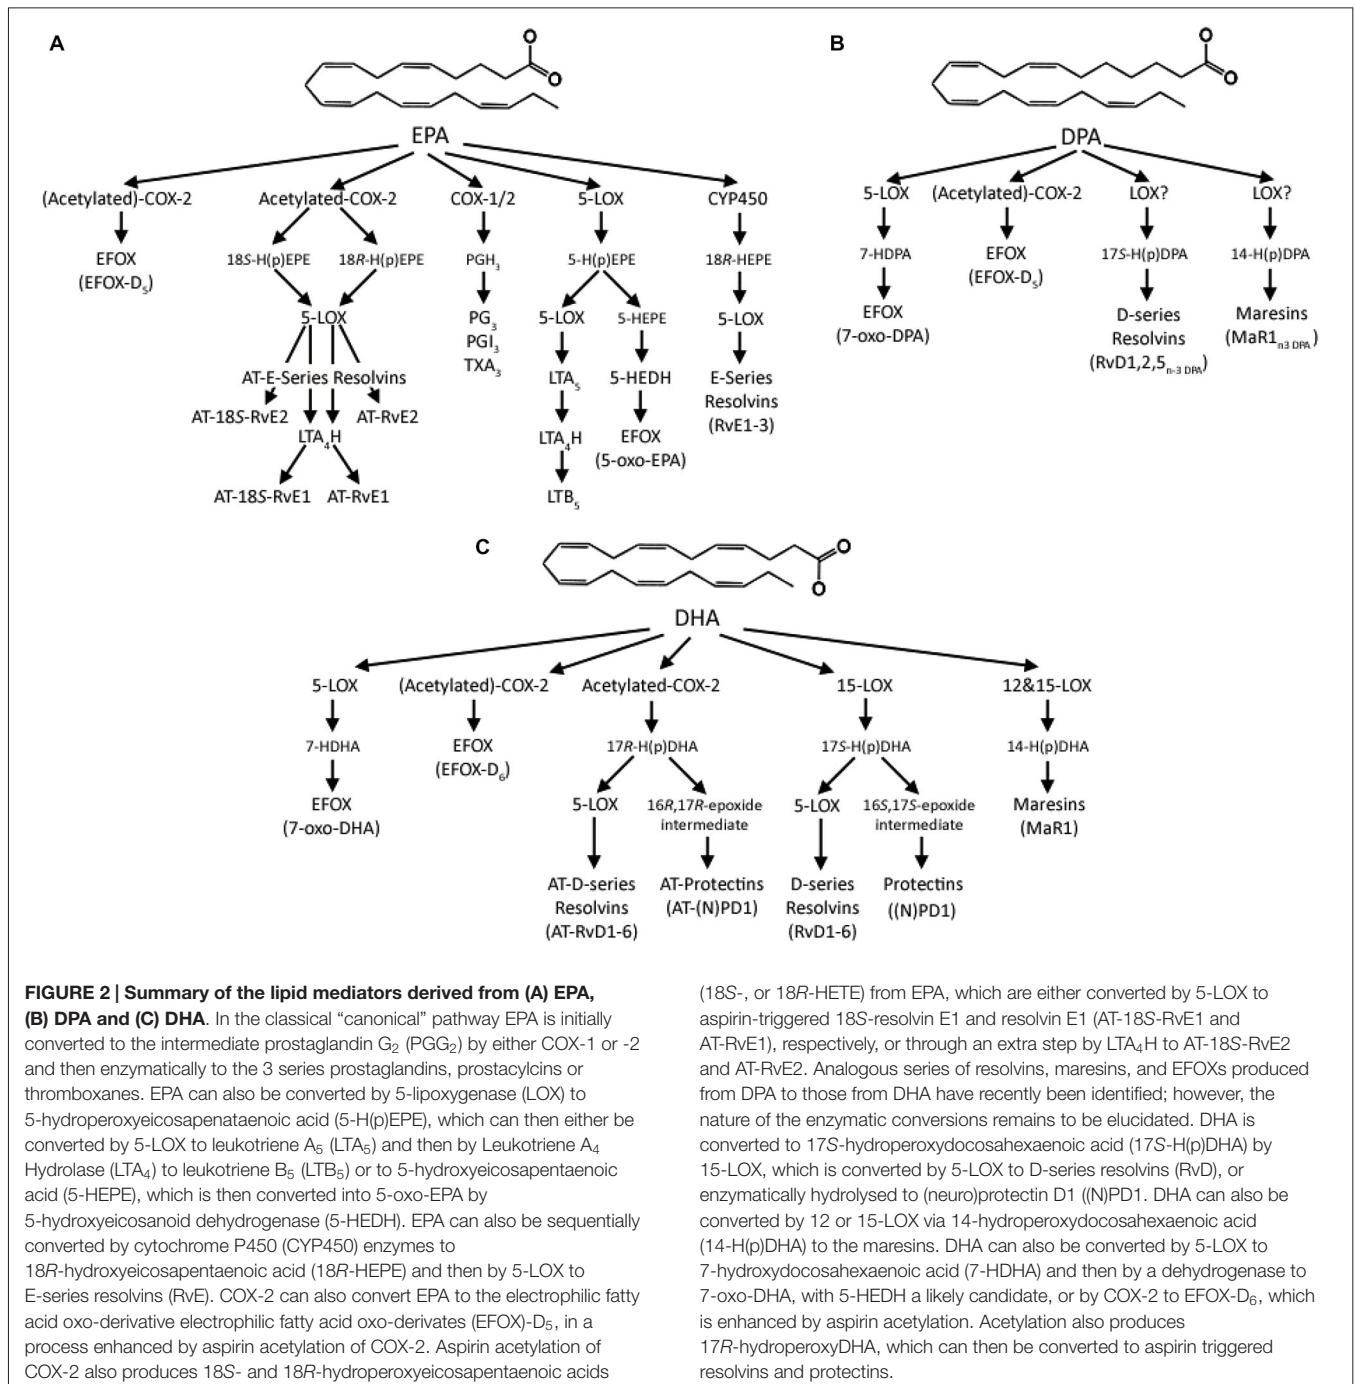 A
O
O
EPA
(Acetylated)-COX-2
Acetylated-COX-2
COX-1/2
5-LOX
CYP450
EFOX
(EFOX-D5)
18S-H(p)EPE
18R-H(p)EPE
PGH3
5-H(p)EPE
18R-HEPE
5-LOX
PG3
PGI3
TXA3
5-LOX
5-HEPE
5-LOX
AT-E-Series Resolvins
LTA5
5-HEDH
E-Series
Resolvins
(RvE1-3)
AT-18S-RvE2
AT-RvE2
LTA4H
LTA4H
EFOX
(5-oxo-EPA)
AT-18S-RvE1
AT-RvE1
LTB5
B
O
O
DPA
5-LOX
(Acetylated)-COX-2
LOX?
LOX?
7-HDPA
EFOX
(EFOX-D5)
17S-H(p)DPA
14-H(p)DPA
EFOX
(7-oxo-DPA)
D-series
Resolvins
(RvD1,2,5n-3 DPA)
Maresins
(MaR1n3 DPA)
C
O
O
DHA
5-LOX
(Acetylated)-COX-2
Acetylated-COX-2
15-LOX
12&15-LOX
7-HDHA
EFOX
(EFOX-D6)
17R-H(p)DHA
17S-H(p)DHA
14-H(p)DHA
EFOX
(7-oxo-DHA)
5-LOX
16R,17R-epoxide
intermediate
5-LOX
16S,17S-epoxide
intermediate
Maresins
(MaR1)
AT-D-series
Resolvins
(AT-RvD1-6)
AT-Protectins
(AT-(N)PD1)
D-series
Resolvins
(RvD1-6)
Protectins
((N)PD1)
FIGURE 2 | Summary of the lipid mediators derived from (A) EPA,
(B) DPA and (C) DHA. In the classical “canonical” pathway EPA is initially
converted to the intermediate prostaglandin G2 (PGG2) by either COX-1 or -2
and then enzymatically to the 3 series prostaglandins, prostacylcins or
thromboxanes. EPA can also be converted by 5-lipoxygenase (LOX) to
5-hydroperoxyeicosapenataenoic acid (5-H(p)EPE), which can then either be
converted by 5-LOX to leukotriene A5 (LTA5) and then by Leukotriene A4
Hydrolase (LTA4) to leukotriene B5 (LTB5) or to 5-hydroxyeicosapentaenoic
acid (5-HEPE), which is then converted into 5-oxo-EPA by
5-hydroxyeicosanoid dehydrogenase (5-HEDH). EPA can also be sequentially
converted by cytochrome P450 (CYP450) enzymes to
18R-hydroxyeicosapentaenoic acid (18R-HEPE) and then by 5-LOX to
E-series resolvins (RvE). COX-2 can also convert EPA to the electrophilic fatty
acid oxo-derivative electrophilic fatty acid oxo-derivates (EFOX)-D5, in a
process enhanced by aspirin acetylation of COX-2. Aspirin acetylation of
COX-2 also produces 18S- and 18R-hydroperoxyeicosapentaenoic acids
(18S-, or 18R-HETE) from EPA, which are either converted by 5-LOX to
aspirin-triggered 18S-resolvin E1 and resolvin E1 (AT-18S-RvE1 and
AT-RvE1), respectively, or through an extra step by LTA4H to AT-18S-RvE2
and AT-RvE2. Analogous series of resolvins, maresins, and EFOXs produced
from DPA to those from DHA have recently been identified; however, the
nature of the enzymatic conversions remains to be elucidated. DHA is
converted to 17S-hydroperoxydocosahexaenoic acid (17S-H(p)DHA) by
15-LOX, which is converted by 5-LOX to D-series resolvins (RvD), or
enzymatically hydrolysed to (neuro)protectin D1 ((N)PD1. DHA can also be
converted by 12 or 15-LOX via 14-hydroperoxydocosahexaenoic acid
(14-H(p)DHA) to the maresins. DHA can also be converted by 5-LOX to
7-hydroxydocosahexaenoic acid (7-HDHA) and then by a dehydrogenase to
7-oxo-DHA, with 5-HEDH a likely candidate, or by COX-2 to EFOX-D6, which
is enhanced by aspirin acetylation. Acetylation also produces
17R-hydroperoxyDHA, which can then be converted to aspirin triggered
resolvins and protectins.